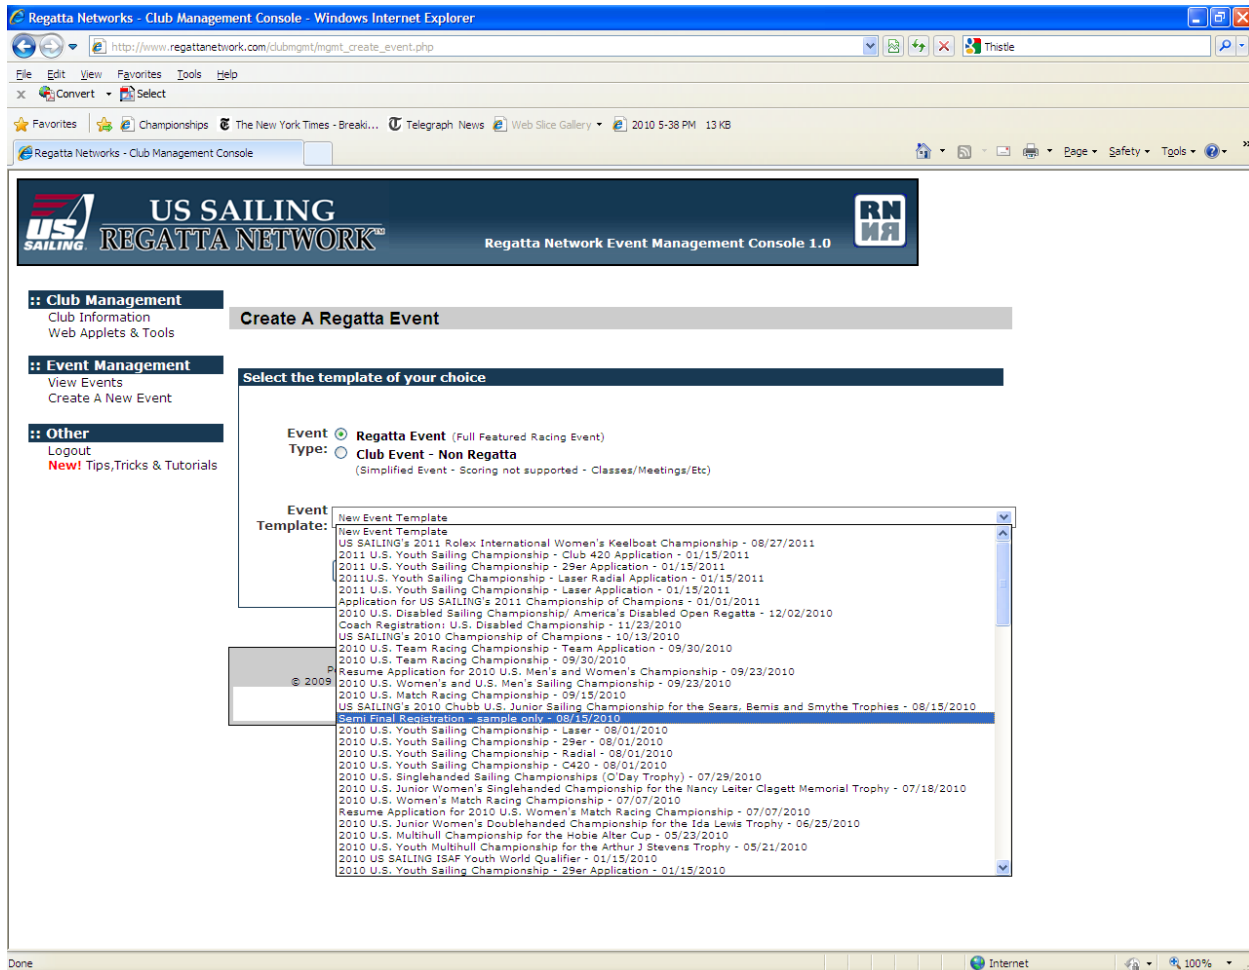 Regatta Networks - Club Management Console - Windows Internet Explorer
http://www.regattanetwork.com/clubmgmt/mgmt_create_event.php
Thistle
File Edit View Favorites Tools Help
x Convert Select
Favorites Championships The New York Times - Breaki... Telegraph News Web Slice Gallery 2010 5-38 PM 13 KB
Regatta Networks - Club Management Console
Page Safety Tools »
US SAILING
US SAILING
REGATTA NETWORK™
Regatta Network Event Management Console 1.0
RN
:: Club Management
Club Information
Web Applets & Tools
Create A Regatta Event
:: Event Management
View Events
Create A New Event
Select the template of your choice
:: Other
Logout
New! Tips,Tricks & Tutorials
Event Type:
Regatta Event (Full Featured Racing Event)
Club Event - Non Regatta
(Simplified Event - Scoring not supported - Classes/Meetings/Etc)
Event Template:
New Event Template
New Event Template
US SAILING's 2011 Rolex International Women's Keelboat Championship - 08/27/2011
2011 U.S. Youth Sailing Championship - Club 420 Application - 01/15/2011
2011 U.S. Youth Sailing Championship - 29er Application - 01/15/2011
2011U.S. Youth Sailing Championship - Laser Radial Application - 01/15/2011
2011 U.S. Youth Sailing Championship - Laser Application - 01/15/2011
Application for US SAILING's 2011 Championship of Champions - 01/01/2011
2010 U.S. Disabled Sailing Championship/ America's Disabled Open Regatta - 12/02/2010
Coach Registration: U.S. Disabled Championship - 11/23/2010
US SAILING's 2010 Championship of Champions - 10/13/2010
2010 U.S. Team Racing Championship - Team Application - 09/30/2010
2010 U.S. Team Racing Championship - 09/30/2010
Resume Application for 2010 U.S. Men's and Women's Championship - 09/23/2010
© 2009
2010 U.S. Women's and U.S. Men's Sailing Championship - 09/23/2010
2010 U.S. Match Racing Championship - 09/15/2010
US SAILING's 2010 Chubb U.S. Junior Sailing Championship for the Sears, Bemis and Smythe Trophies - 08/15/2010
Semi Final Registration - sample only - 08/15/2010
2010 U.S. Youth Sailing Championship - Laser - 08/01/2010
2010 U.S. Youth Sailing Championship - 29er - 08/01/2010
2010 U.S. Youth Sailing Championship - Radial - 08/01/2010
2010 U.S. Youth Sailing Championship - C420 - 08/01/2010
2010 U.S. Singlehanded Sailing Championships (O'Day Trophy) - 07/29/2010
2010 U.S. Junior Women's Singlehanded Championship for the Nancy Leiter Clagett Memorial Trophy - 07/18/2010
2010 U.S. Women's Match Racing Championship - 07/07/2010
Resume Application for 2010 U.S. Women's Match Racing Championship - 07/07/2010
2010 U.S. Junior Women's Doublehanded Championship for the Ida Lewis Trophy - 06/25/2010
2010 U.S. Multihull Championship for the Hobie Alter Cup - 05/23/2010
2010 U.S. Youth Multihull Championship for the Arthur J Stevens Trophy - 05/21/2010
2010 US SAILING ISAF Youth World Qualifier - 01/15/2010
2010 U.S. Youth Sailing Championship - 29er Application - 01/15/2010
Done Internet 100%